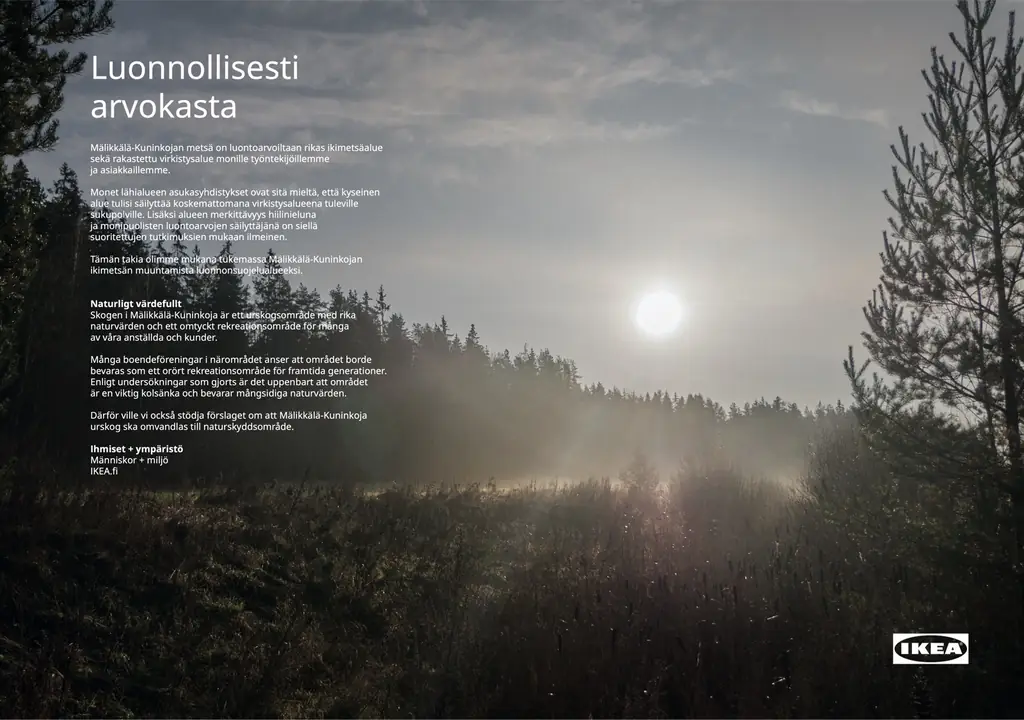 Luonnollisesti
arvokasta
Mälikkälä-Kuninkojan metsä on luontoarvoiltaan rikas ikimetsäalue
sekä rakastettu virkistysalue monille työntekijöillemme
ja asiakkaillemme.
Monet lähialueen asukasyhdistykset ovat sitä mieltä, että kyseinen
alue tulisi säilyttää koskemattomana virkistysalueena tuleville
sukupolville. Lisäksi alueen merkittävyys hiilinieluna
ja monipuolisten luontoarvojen säilyttäjänä on siellä
suoritettujen tutkimuksien mukaan ilmeinen.
Tämän takia olimme mukana tukemassa Mälikkälä-Kuninkojan
ikimetsän muuntamista luonnonsuojelualueeksi.
Naturligt värdefullt
Skogen i Mälikkälä-Kuninkoja är ett urskogsområde med rika
naturvärden och ett omtyckt rekreationsområde för många
av våra anställda och kunder.
Många boendeföreningar i närområdet anser att området borde
bevaras som ett orört rekreationsområde för framtida generationer.
Enligt undersökningar som gjorts är det uppenbart att området
är en viktig kolsänka och bevarar mångsidiga naturvärden.
Därför ville vi också stödja förslaget om att Mälikkälä-Kuninkoja
urskog ska omvandlas till naturskyddsområde.
Ihmiset + ympäristö
Människor + miljö
IKEA.fi
IKEA